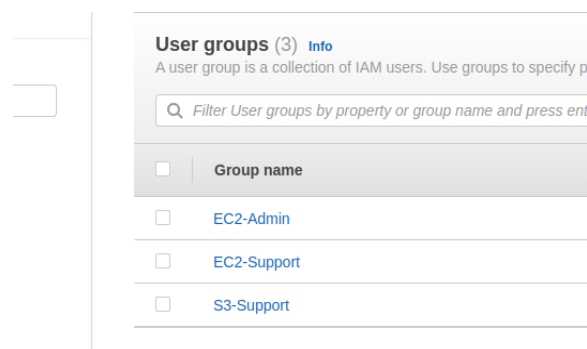 User groups (3) Info
A user group is a collection of IAM users. Use groups to specify
Filter User groups by property or group name and press
Group name
EC2-Admin
EC2-Support
S3-Support